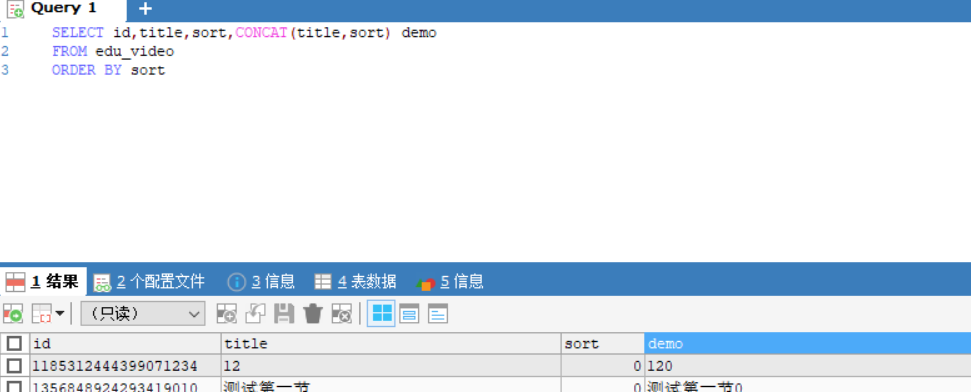 Query 1
1 SELECT id,title,sort,CONCAT(title,sort) demo
2 FROM edu_video
3 ORDER BY sort
1 结果 2 个配置文件 3 信息 4 表数据 5 信息
(只读)
id title sort demo
1185312444399071234 12 0 120
1356848924293419010 测试第一节 0 测试第一节0